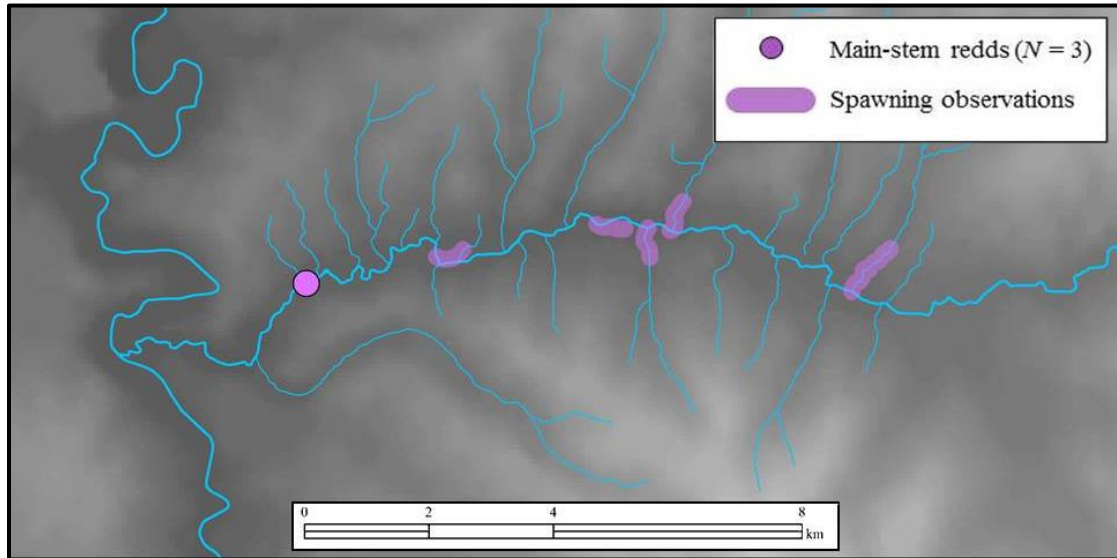 Main-stem redds (N = 3)
Spawning observations
0 2 4 8
km